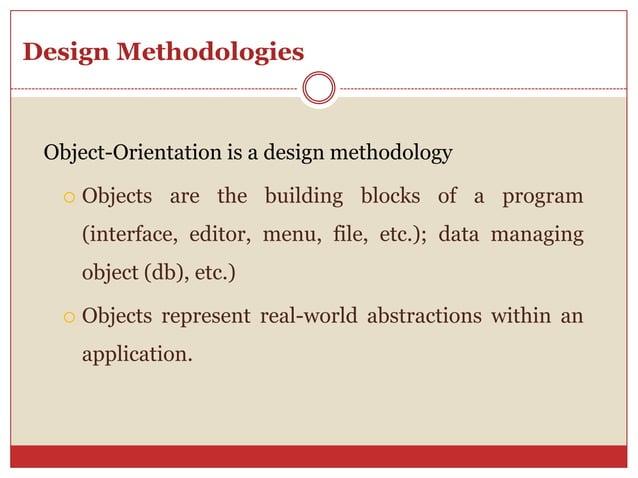 Design Methodologies
Object-Orientation is a design methodology
Objects are the building blocks of a program
(interface, editor, menu, file, etc.); data managing
object (db), etc.)
Objects represent real-world abstractions within an
application.